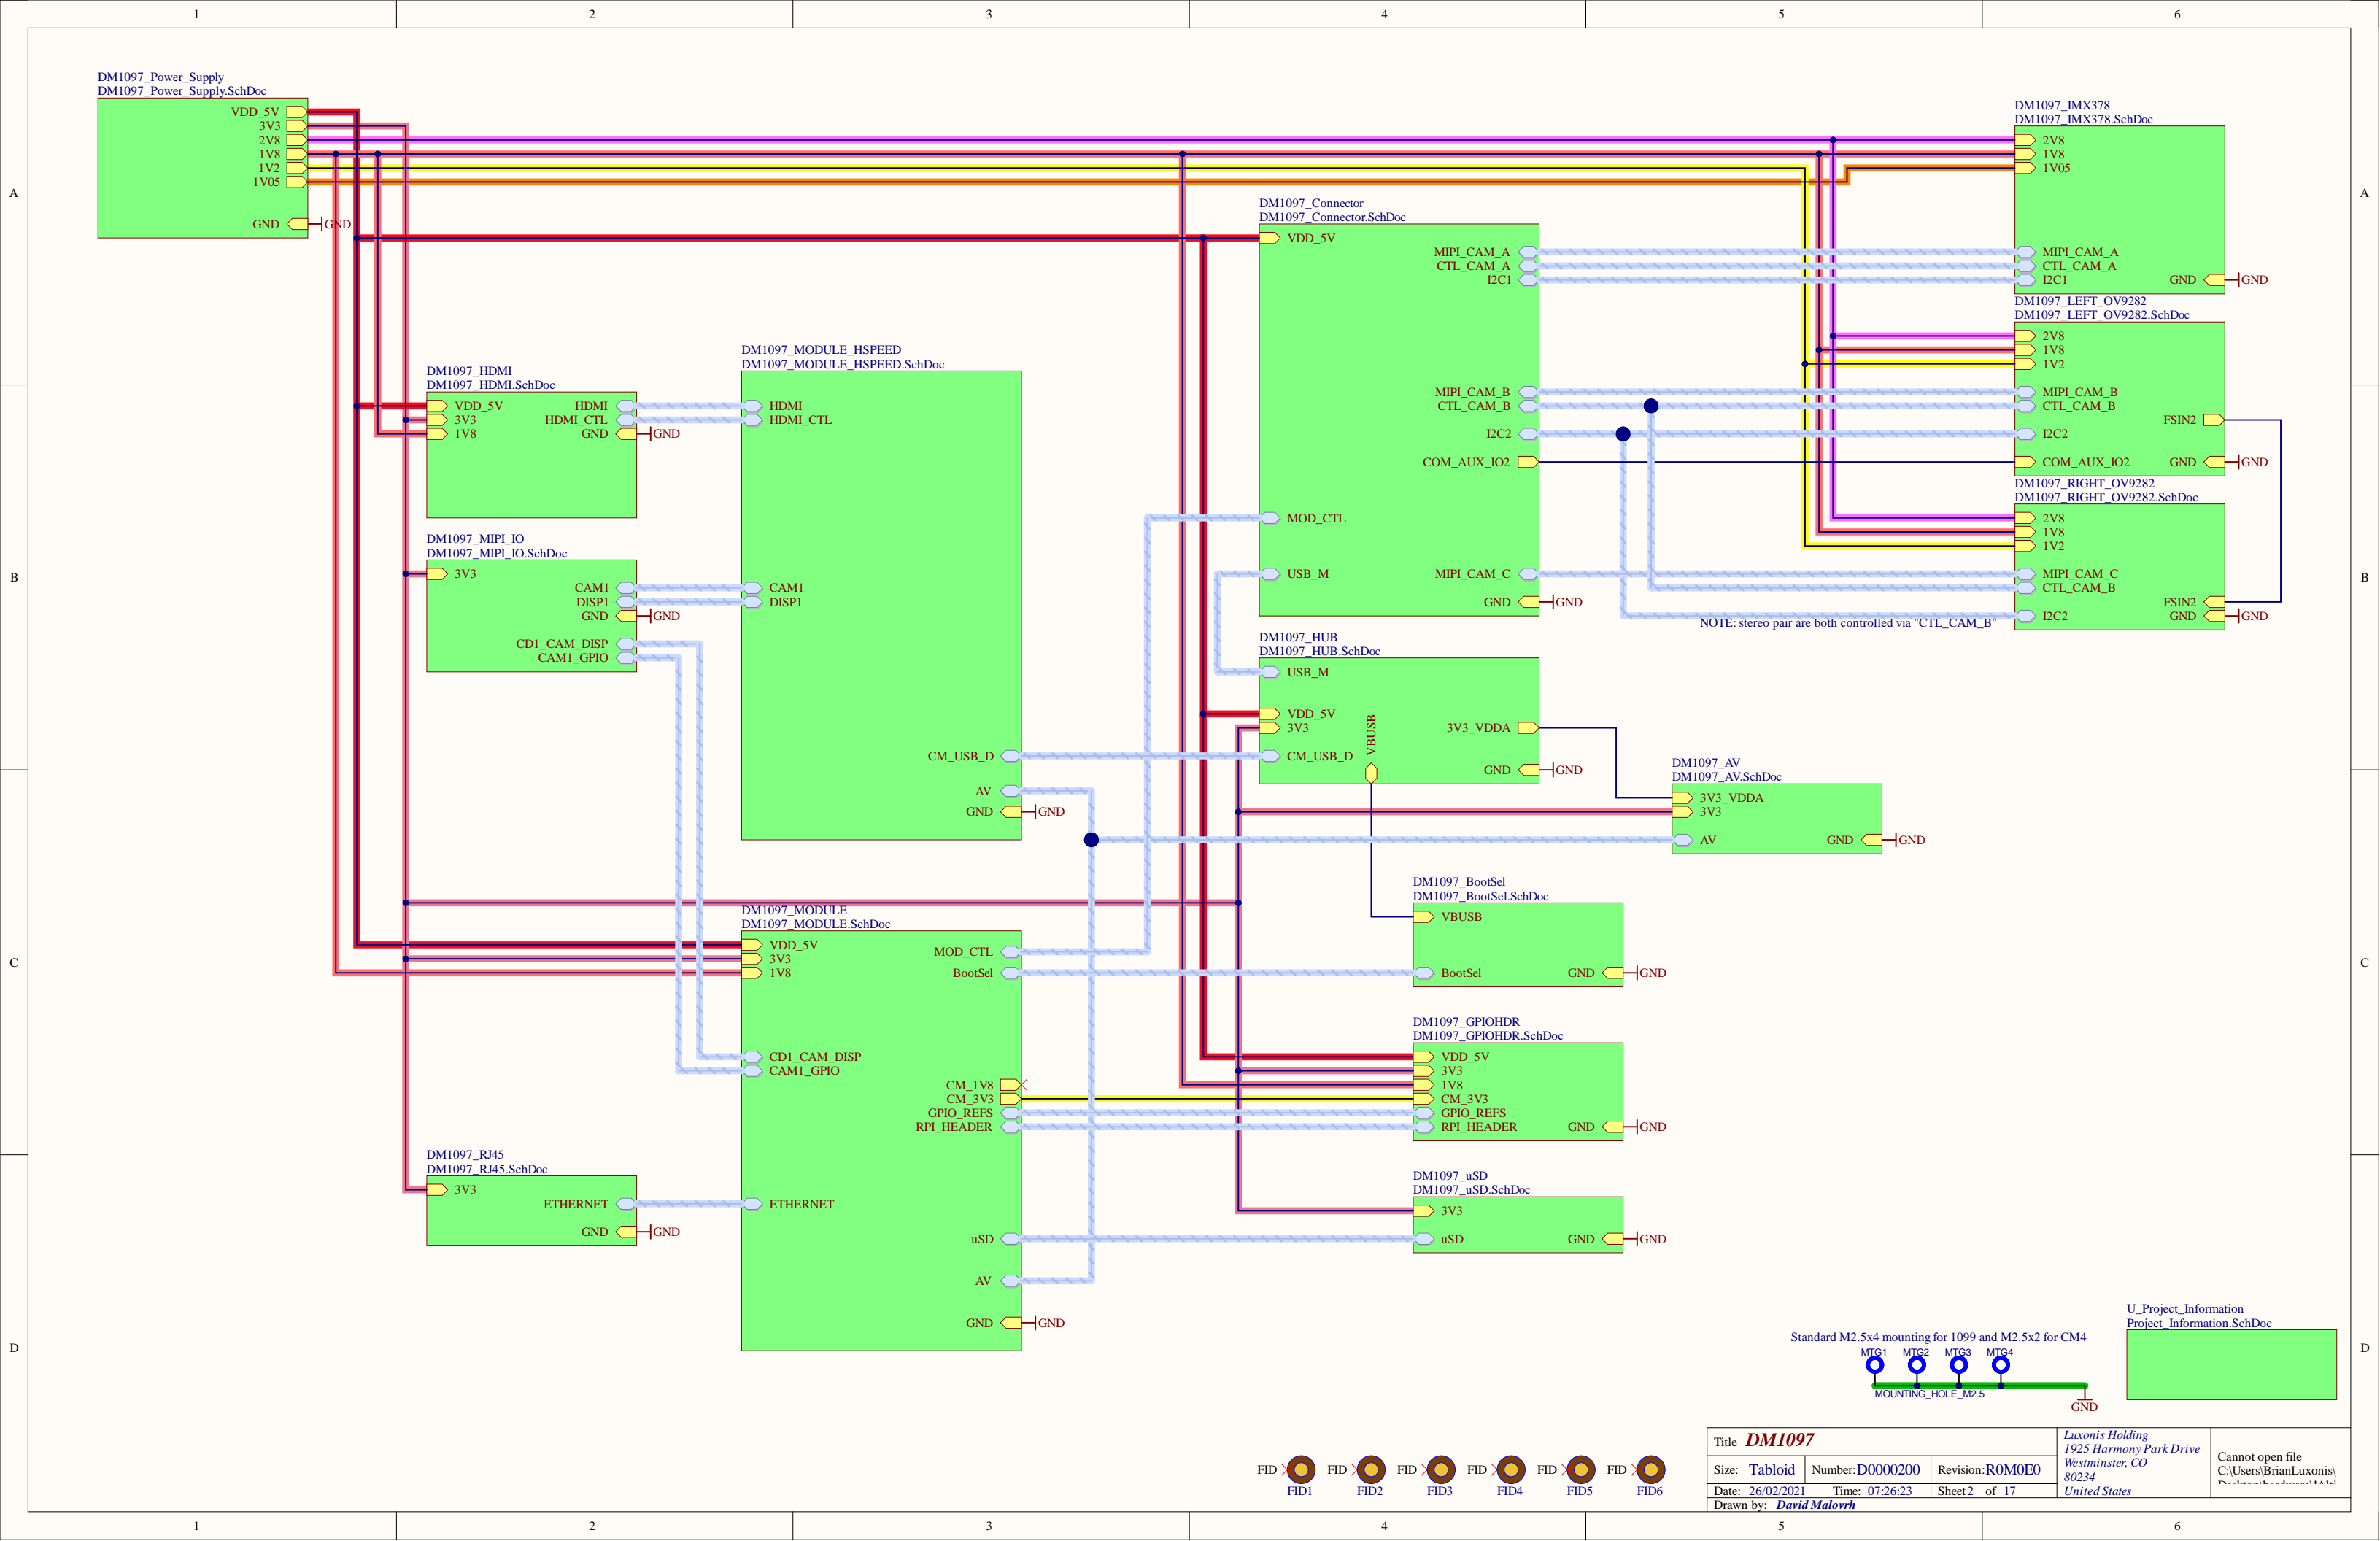 1 2 3 4 5 6
A
B
C
D
A
B
C
D
DM1097_Power_Supply
DM1097_Power_Supply.SchDoc
VDD_5V
3V3
2V8
1V8
1V2
1V05
GND GND
DM1097_IMX378
DM1097_IMX378.SchDoc
2V8
1V8
1V05
MIPI_CAM_A
CTL_CAM_A
I2C1 GND GND
DM1097_Connector
DM1097_Connector.SchDoc
VDD_5V
MIPI_CAM_A
CTL_CAM_A
I2C1
MIPI_CAM_B
CTL_CAM_B
I2C2
COM_AUX_IO2
MOD_CTL
USB_M MIPI_CAM_C
GND GND
DM1097_LEFT_OV9282
DM1097_LEFT_OV9282.SchDoc
2V8
1V8
1V2
MIPI_CAM_B
CTL_CAM_B
FSIN2
I2C2
COM_AUX_IO2 GND GND
DM1097_RIGHT_OV9282
DM1097_RIGHT_OV9282.SchDoc
2V8
1V8
1V2
MIPI_CAM_C
CTL_CAM_B
FSIN2
I2C2 GND GND
NOTE: stereo pair are both controlled via "CTL_CAM_B"
DM1097_HDMI
DM1097_HDMI.SchDoc
VDD_5V HDMI
3V3 HDMI_CTL
1V8 GND GND
DM1097_MODULE_HSPEED
DM1097_MODULE_HSPEED.SchDoc
HDMI
HDMI_CTL
CAM1
DISP1
CM_USB_D
AV
GND GND
DM1097_MIPI_IO
DM1097_MIPI_IO.SchDoc
3V3
CAM1
DISP1
GND GND
CD1_CAM_DISP
CAM1_GPIO
DM1097_HUB
DM1097_HUB.SchDoc
USB_M
VDD_5V
3V3 VBUSB 3V3_VDDA
CM_USB_D
GND GND
DM1097_AV
DM1097_AV.SchDoc
3V3_VDDA
3V3
AV GND GND
DM1097_BootSel
DM1097_BootSel.SchDoc
VBUSB
BootSel GND GND
DM1097_MODULE
DM1097_MODULE.SchDoc
VDD_5V
3V3 MOD_CTL
1V8 BootSel
CD1_CAM_DISP
CAM1_GPIO
CM_1V8
CM_3V3
GPIO_REFS
RPI_HEADER
ETHERNET
uSD
AV
GND GND
DM1097_GPIOHDR
DM1097_GPIOHDR.SchDoc
VDD_5V
3V3
1V8
CM_3V3
GPIO_REFS
RPI_HEADER GND GND
DM1097_RJ45
DM1097_RJ45.SchDoc
3V3
ETHERNET
GND GND
DM1097_uSD
DM1097_uSD.SchDoc
3V3
uSD GND GND
U_Project_Information
Project_Information.SchDoc
Standard M2.5x4 mounting for 1099 and M2.5x2 for CM4
MTG1 MTG2 MTG3 MTG4
MOUNTING_HOLE_M2.5
GND
FID FID FID FID FID FID
FID1 FID2 FID3 FID4 FID5 FID6
Title DM1097
Size: Tabloid Number: D0000200 Revision: R0M0E0
Date: 26/02/2021 Time: 07:26:23 Sheet 2 of 17
Drawn by: David Malovrh
Luxonis Holding
1925 Harmony Park Drive
Westminster, CO
80234
United States
Cannot open file
C:\Users\BrianLuxonis\
1 2 3 4 5 6